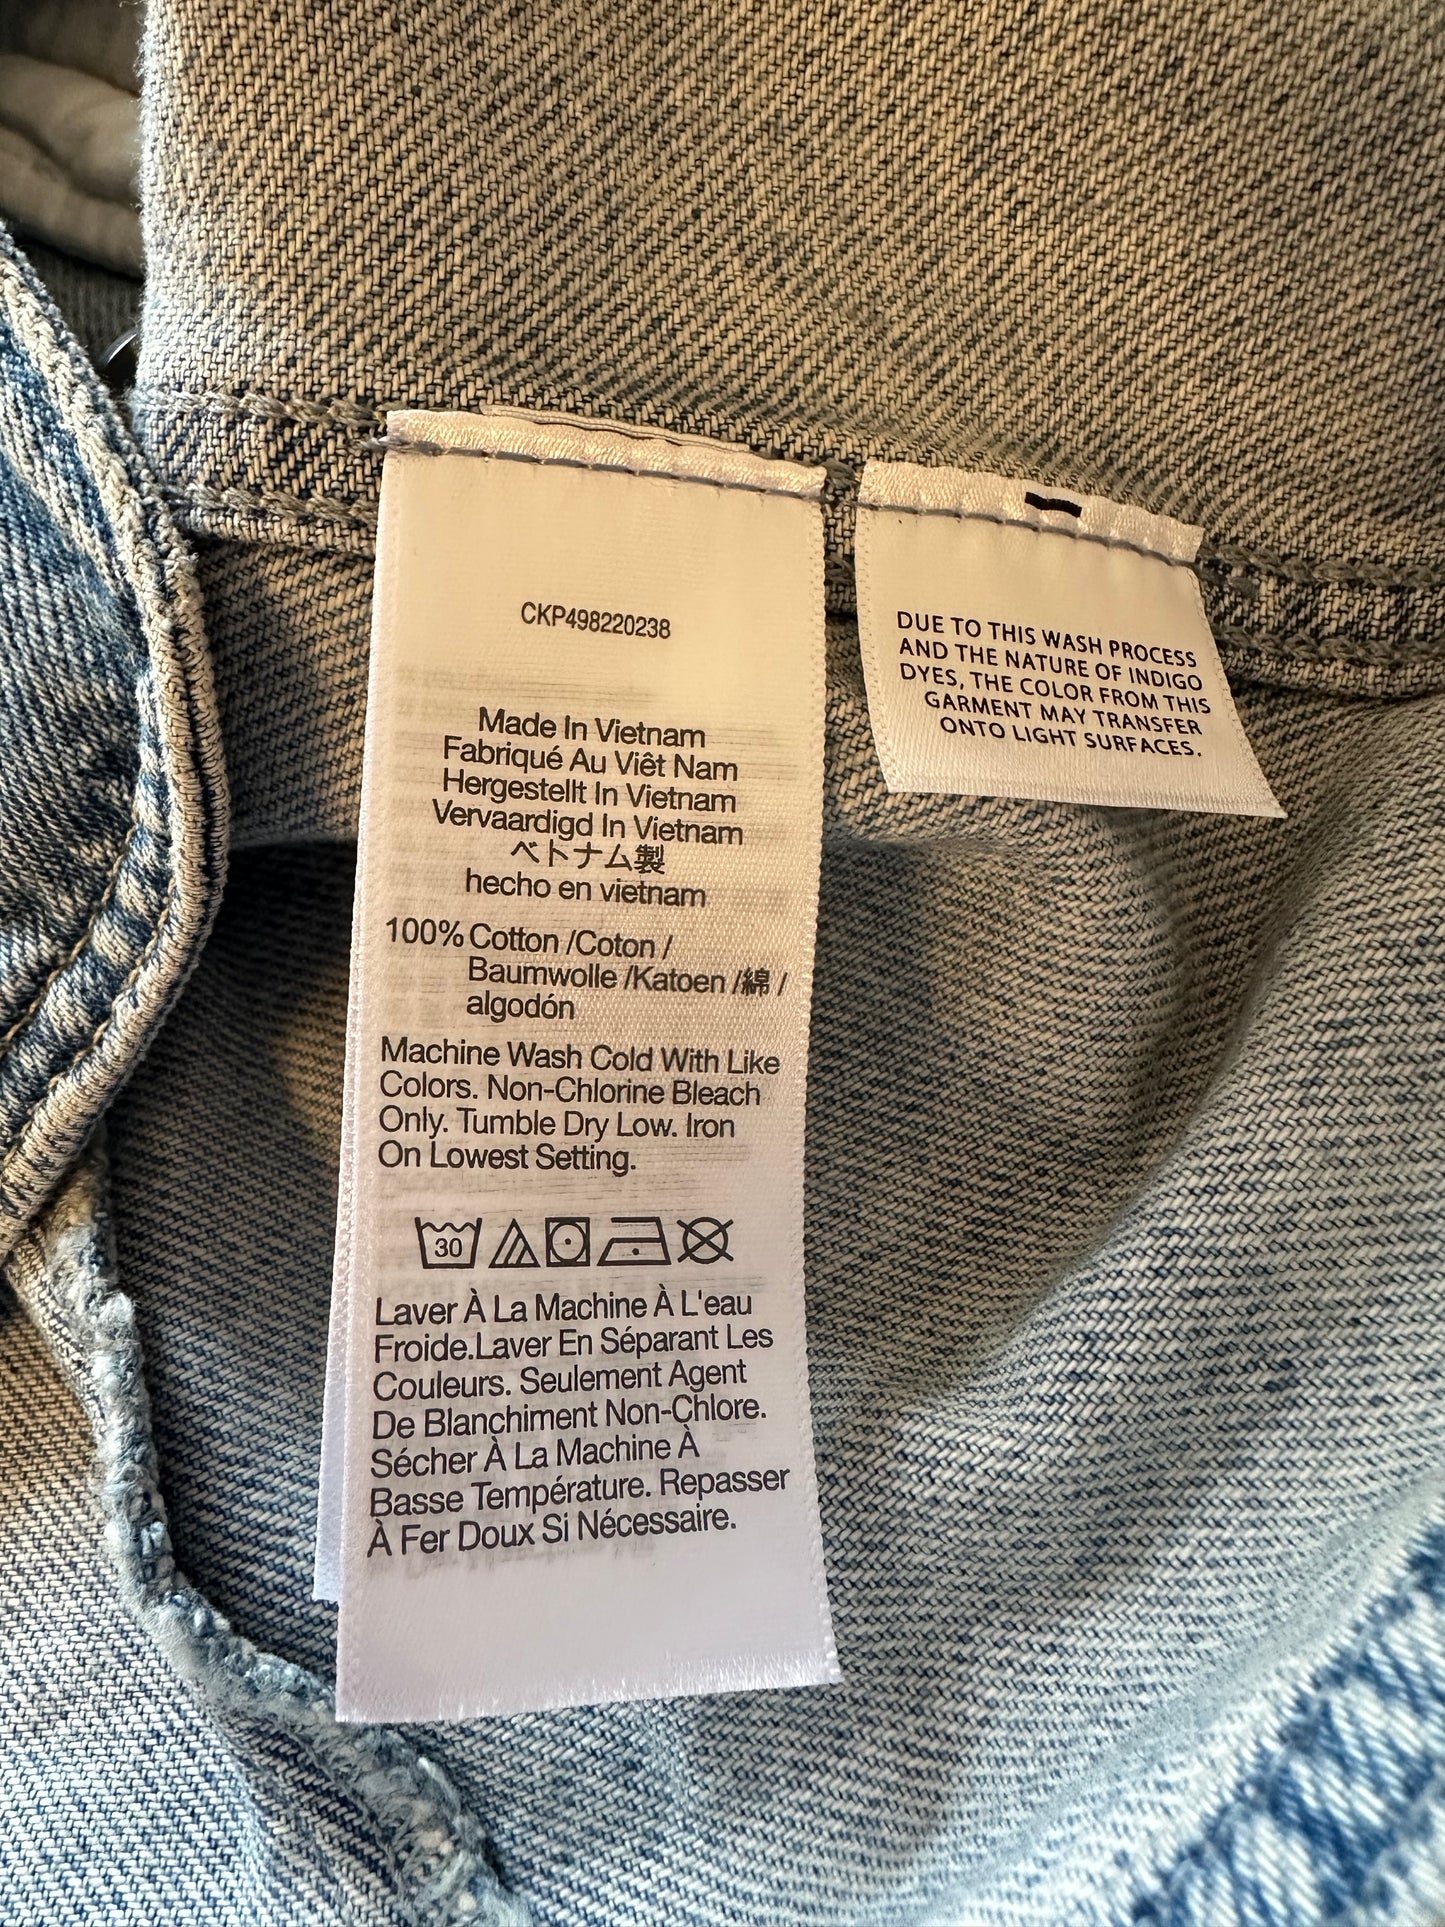 CKP498220238
Made In Vietnam
Fabriqué Au Viêt Nam
Hergestellt In Vietnam
Vervaardigd In Vietnam
ベトナム製
hecho en vietnam
100% Cotton /Coton /
Baumwolle /Katoen /綿 /
algodón
Machine Wash Cold With Like
Colors. Non-Chlorine Bleach
Only. Tumble Dry Low. Iron
On Lowest Setting.
30
Laver À La Machine À L'eau
Froide.Laver En Séparant Les
Couleurs. Seulement Agent
De Blanchiment Non-Chlore.
Sécher À La Machine À
Basse Température. Repasser
À Fer Doux Si Nécessaire.
DUE TO THIS WASH PROCESS
AND THE NATURE OF INDIGO
DYES, THE COLOR FROM THIS
GARMENT MAY TRANSFER
ONTO LIGHT SURFACES.